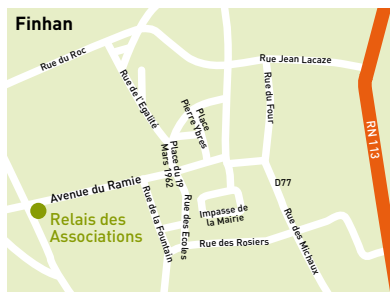 Finhan
Rue du Roc
Rue Jean Lacaze
Rue de l'Egalité
Rue du Four
Place
Pierre Ybres
RN 113
Place du 19
Mars 1962
D77
Avenue du Ramie
Relais des
Associations
Rue de la Fountain
Rue des Ecoles
Impasse de
la Mairie
Rue des Rosiers
Rue des Michaux